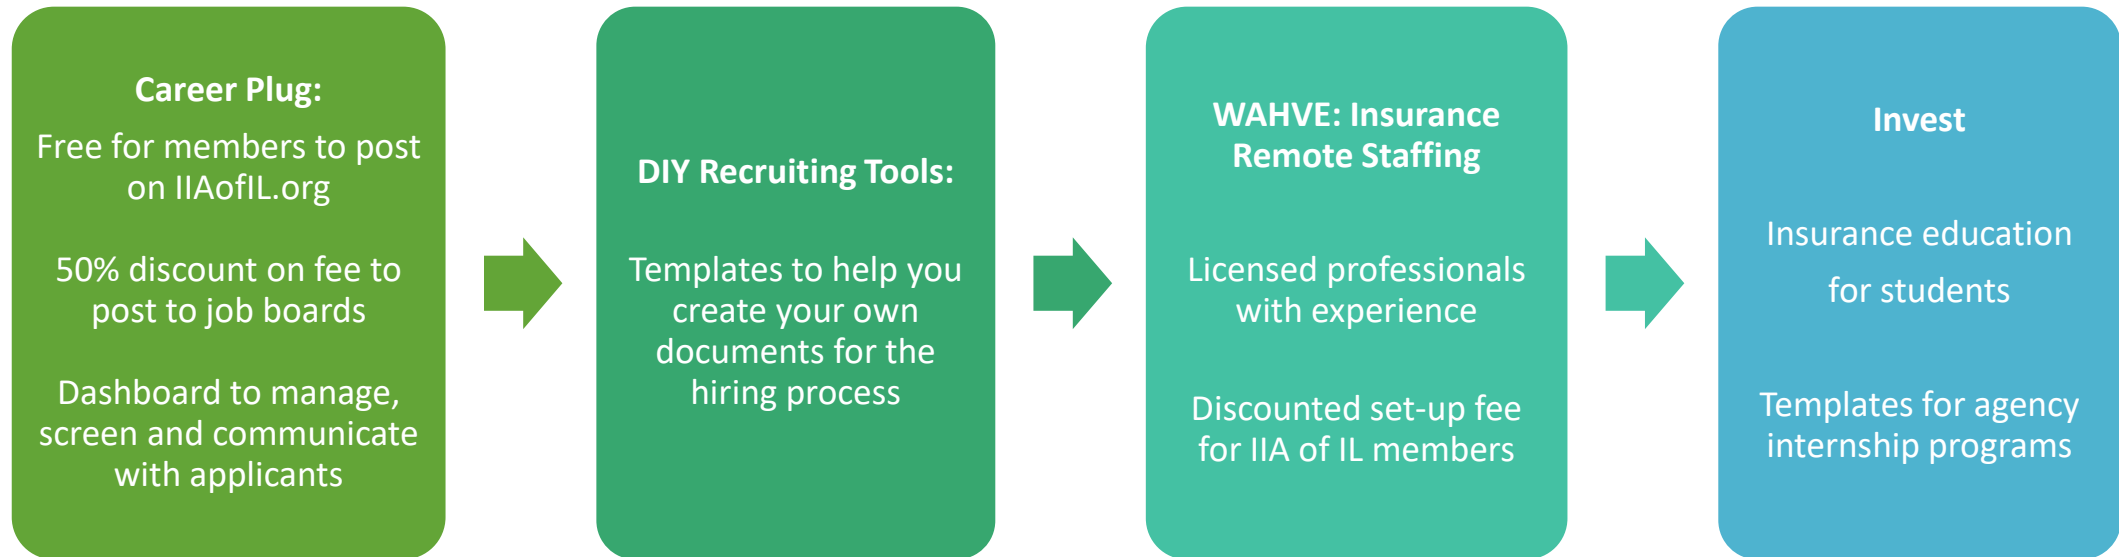 Career Plug:
Free for members to post
on IIAofIL.org
50% discount on fee to
post to job boards
Dashboard to manage,
screen and communicate
with applicants
DIY Recruiting Tools:
Templates to help you
create your own
documents for the
hiring process
WAHVE: Insurance
Remote Staffing
Licensed professionals
with experience
Discounted set-up fee
for IIA of IL members
Invest
Insurance education
for students
Templates for agency
internship programs